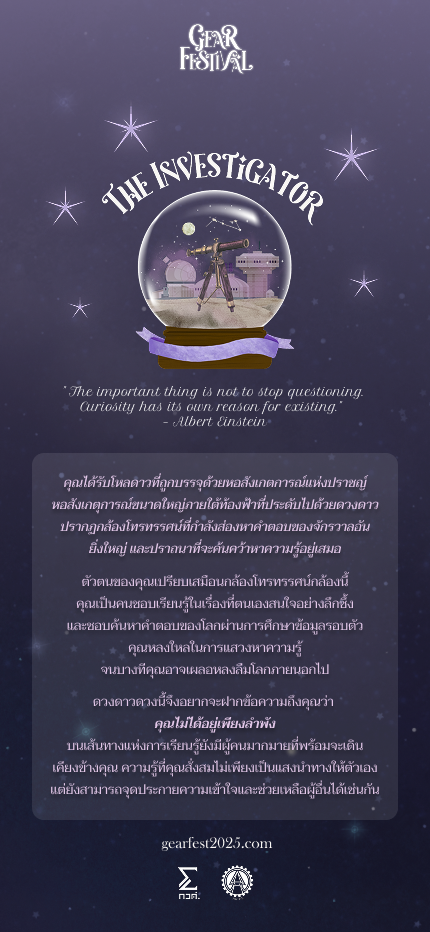 GEAR
FESTIVAL
THE INVESTIGATOR
"The important thing is not to stop questioning.
Curiosity has its own reason for existing."
- Albert Einstein
คุณได้รับโหลดาวที่ถูกบรรจุด้วยหอสังเกตการณ์แห่งปราชญ์
หอสังเกตุการณ์ขนาดใหญ่ภายใต้ท้องฟ้าที่ประดับไปด้วยดวงดาว
ปรากฏกล้องโทรทรรศน์ที่กำลังส่องหาคำตอบของจักรวาลอัน
ยิ่งใหญ่ และปราถนาที่จะค้นคว้าหาความรู้อยู่เสมอ
ตัวตนของคุณเปรียบเสมือนกล้องโทรทรรศน์กล้องนี้
คุณเป็นคนชอบเรียนรู้ในเรื่องที่ตนเองสนใจอย่างลึกซึ้ง
และชอบค้นหาคำตอบของโลกผ่านการศึกษาข้อมูลรอบตัว
คุณหลงใหลในการแสวงหาความรู้
จนบางทีคุณอาจเผลอหลงลืมโลกภายนอกไป
ดวงดาวดวงนี้จึงอยากจะฝากข้อความถึงคุณว่า
คุณไม่ได้อยู่เพียงลำพัง
บนเส้นทางแห่งการเรียนรู้ยังมีผู้คนมากมายที่พร้อมจะเดิน
เคียงข้างคุณ ความรู้ที่คุณสั่งสมไม่เพียงเป็นแสงนำทางให้ตัวเอง
แต่ยังสามารถจุดประกายความเข้าใจและช่วยเหลือผู้อื่นได้เช่นกัน
gearfest2025.com
กวศ.